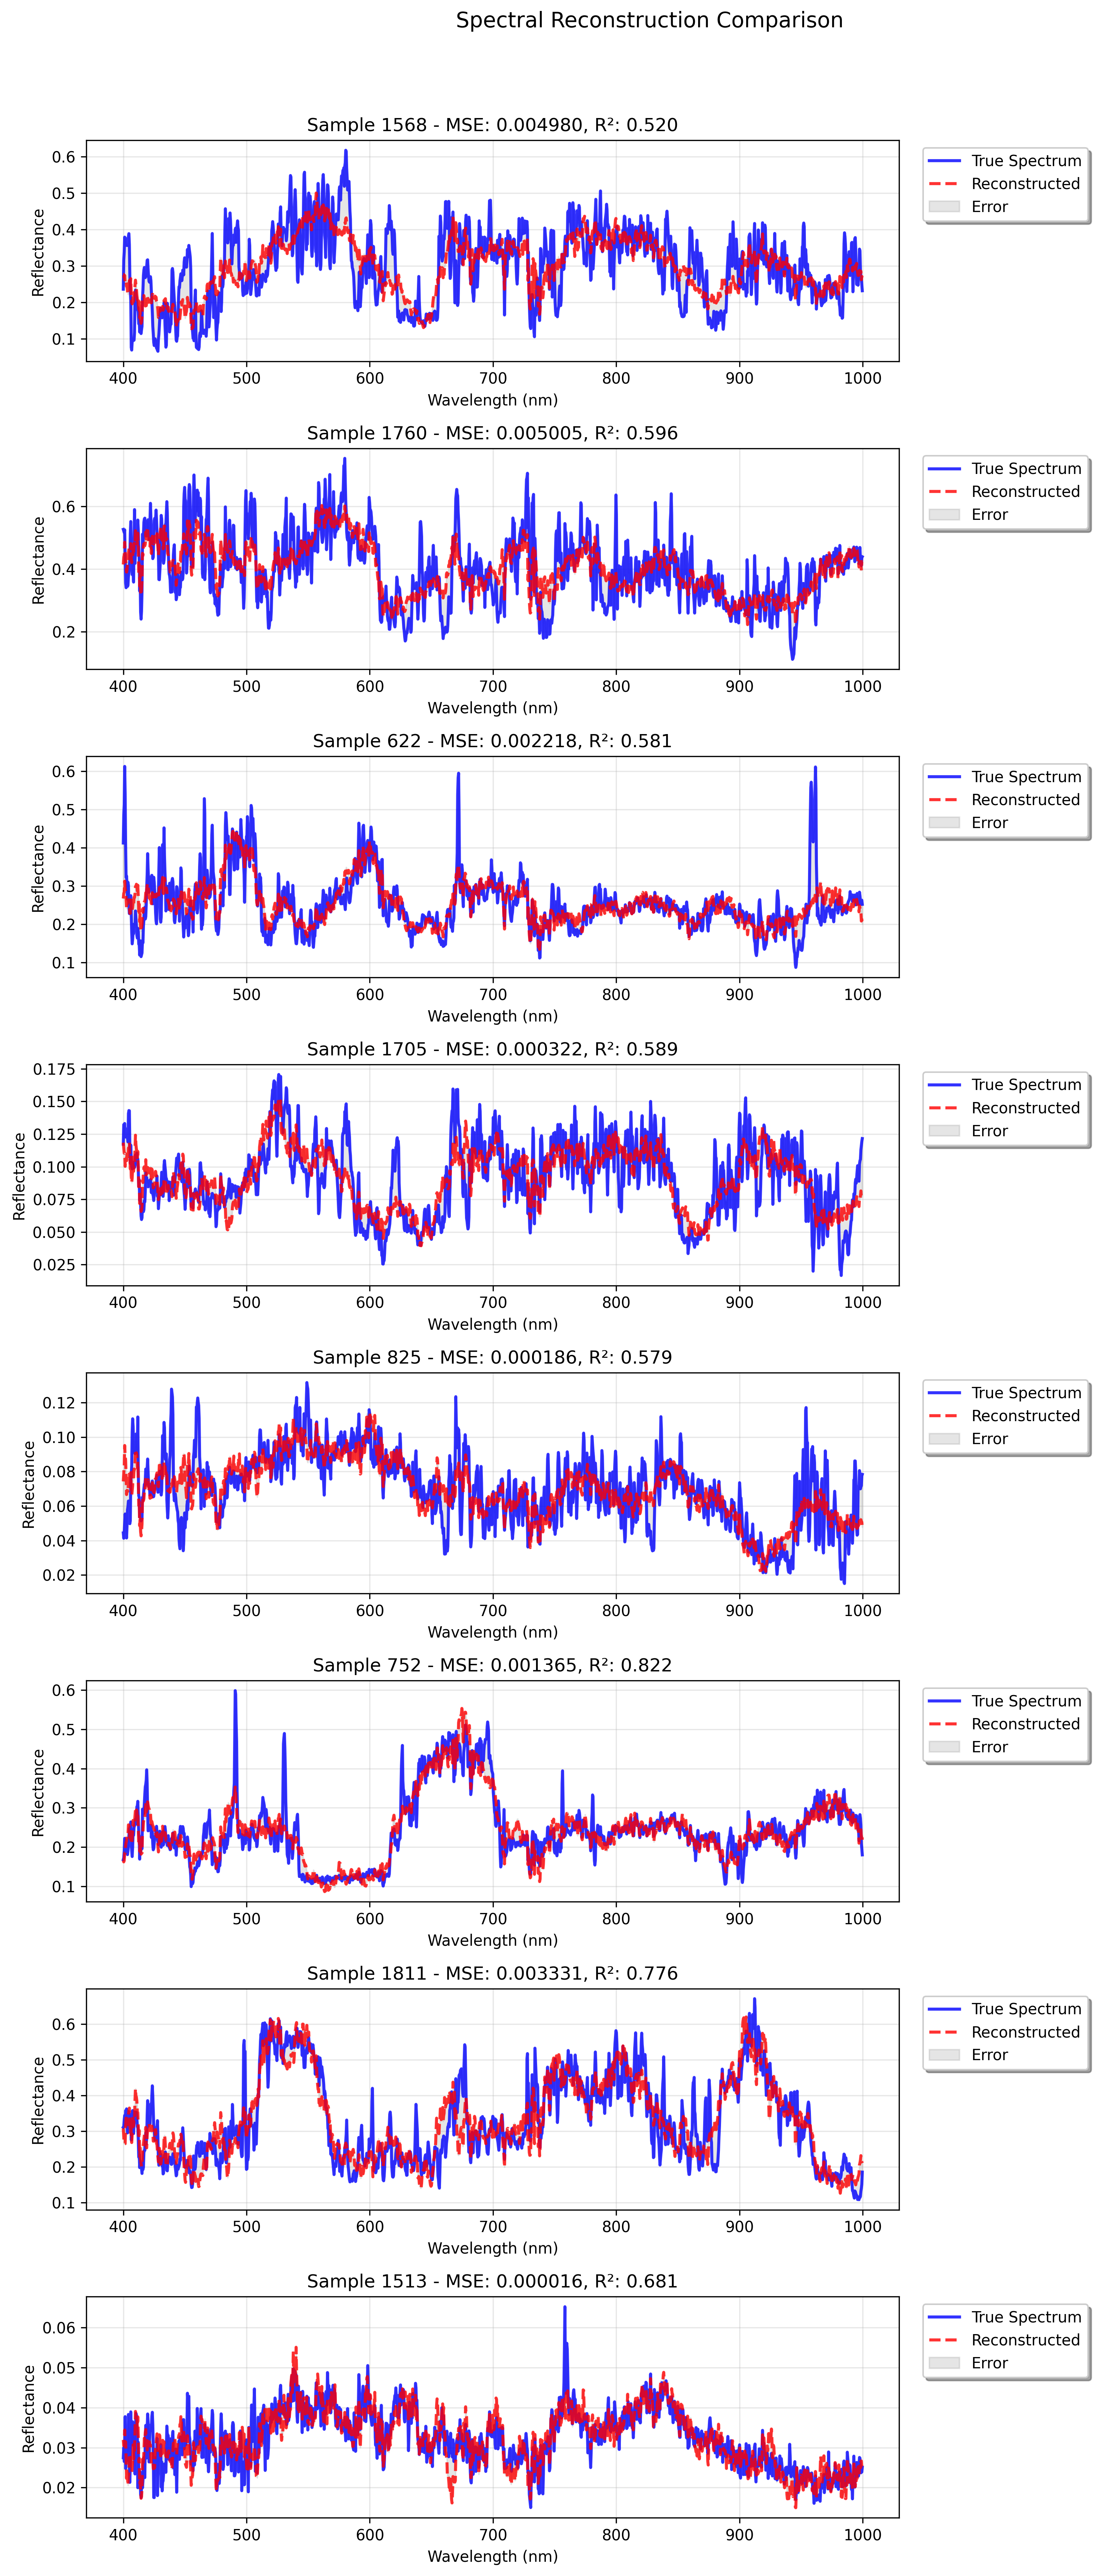 Spectral Reconstruction Comparison
Sample 1568 - MSE: 0.004980, R²: 0.520
True Spectrum
Reconstructed
Error
Reflectance
0.6
0.5
0.4
0.3
0.2
0.1
400 500 600 700 800 900 1000
Wavelength (nm)
Sample 1760 - MSE: 0.005005, R²: 0.596
True Spectrum
Reconstructed
Error
Reflectance
0.6
0.4
0.2
400 500 600 700 800 900 1000
Wavelength (nm)
Sample 622 - MSE: 0.002218, R²: 0.581
True Spectrum
Reconstructed
Error
Reflectance
0.6
0.5
0.4
0.3
0.2
0.1
400 500 600 700 800 900 1000
Wavelength (nm)
Sample 1705 - MSE: 0.000322, R²: 0.589
True Spectrum
Reconstructed
Error
Reflectance
0.175
0.150
0.125
0.100
0.075
0.050
0.025
400 500 600 700 800 900 1000
Wavelength (nm)
Sample 825 - MSE: 0.000186, R²: 0.579
True Spectrum
Reconstructed
Error
Reflectance
0.12
0.10
0.08
0.06
0.04
0.02
400 500 600 700 800 900 1000
Wavelength (nm)
Sample 752 - MSE: 0.001365, R²: 0.822
True Spectrum
Reconstructed
Error
Reflectance
0.6
0.5
0.4
0.3
0.2
0.1
400 500 600 700 800 900 1000
Wavelength (nm)
Sample 1811 - MSE: 0.003331, R²: 0.776
True Spectrum
Reconstructed
Error
Reflectance
0.6
0.5
0.4
0.3
0.2
0.1
400 500 600 700 800 900 1000
Wavelength (nm)
Sample 1513 - MSE: 0.000016, R²: 0.681
True Spectrum
Reconstructed
Error
Reflectance
0.06
0.05
0.04
0.03
0.02
400 500 600 700 800 900 1000
Wavelength (nm)